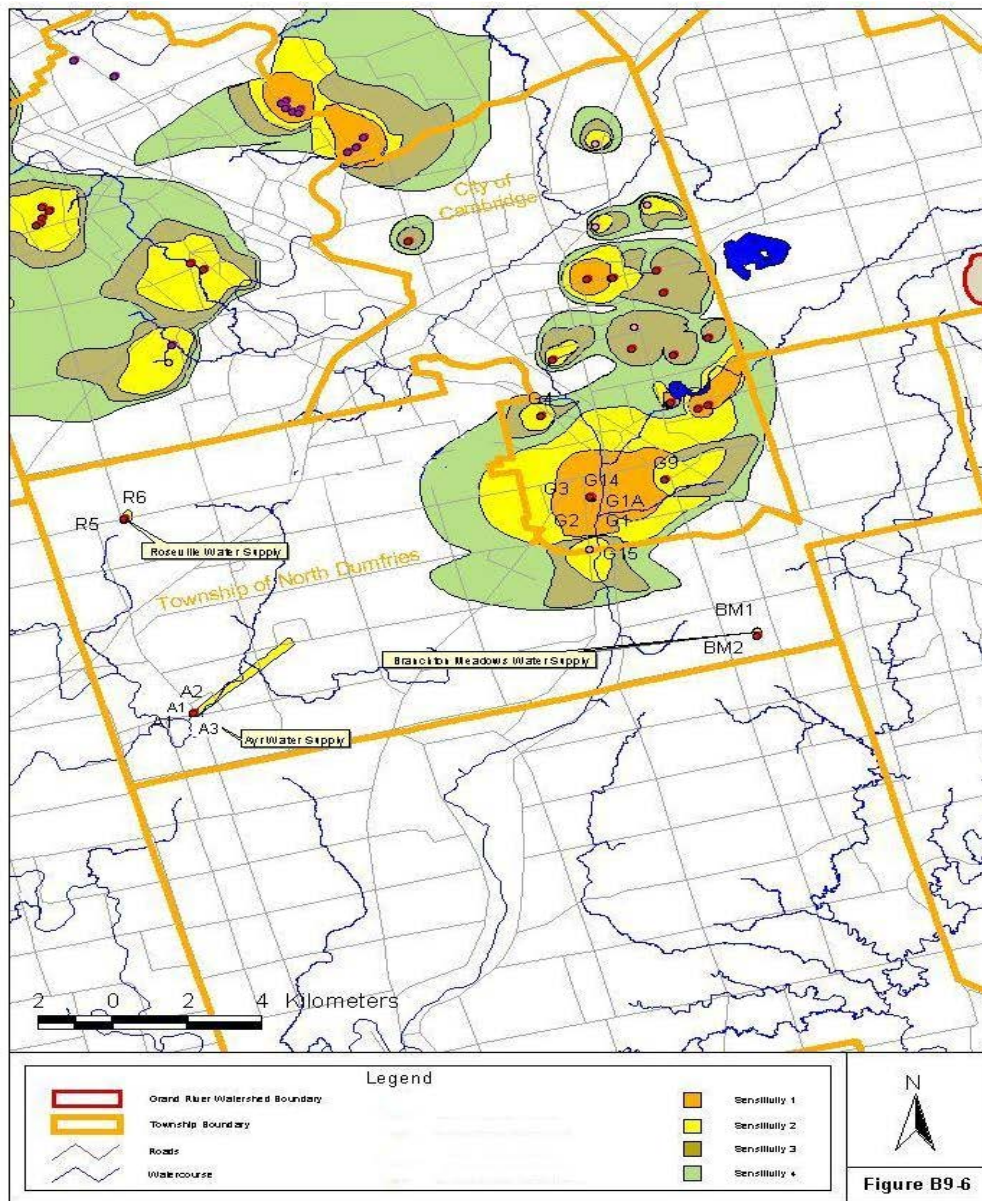 City of
Cambridge
G4
G9
G14
G3
G1A
G2
G1
G15
R6
R5
Roseville Water Supply
Township of North Dumfries
BM1
BM2
Branchton Meadows Water Supply
A2
A1
A1
A3
Ayr Water Supply
2 0 2 4 Kilometers
Legend
Grand River Watershed Boundary
Township Boundary
Roads
Watercourse
Sensitivity 1
Sensitivity 2
Sensitivity 3
Sensitivity 4
N
Figure B9-6